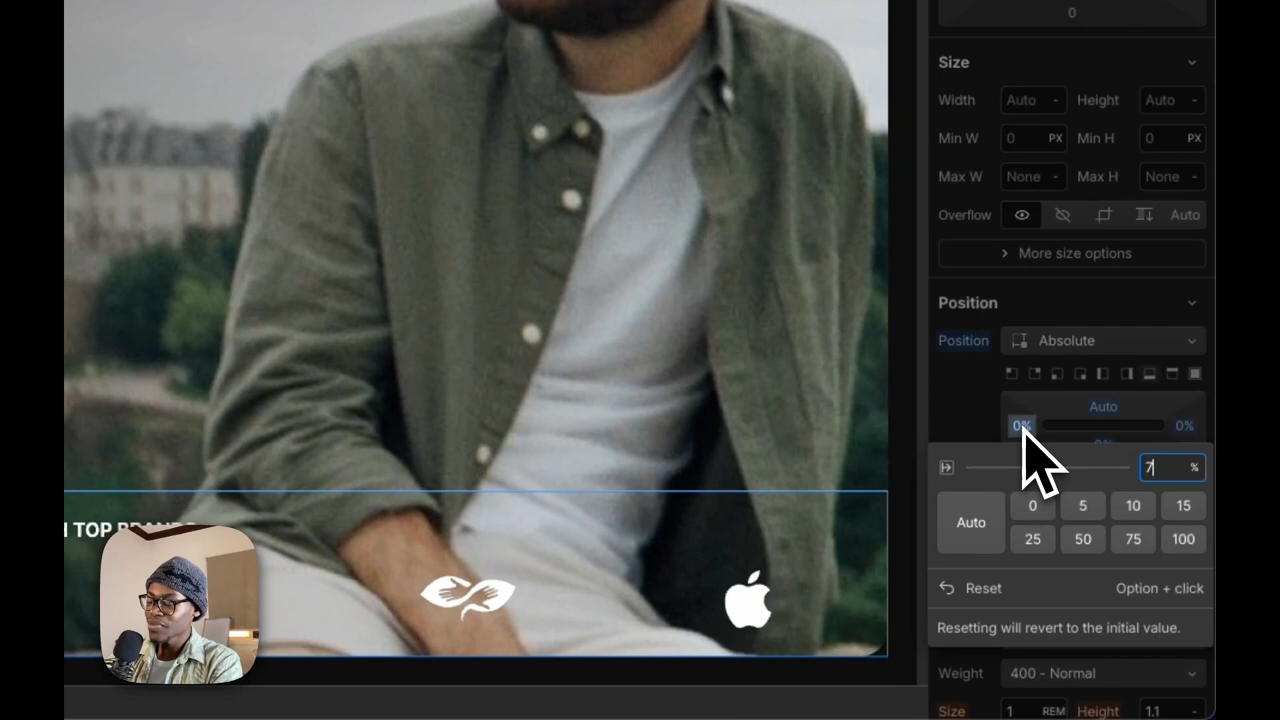 0
Size
Width Auto - Height Auto -
Min W 0 PX Min H 0 PX
Max W None - Max H None -
Overflow Auto
More size options
Position
Position Absolute
Auto
0% 0%
7 %
Auto 0 5 10 15
25 50 75 100
TOP BRANDS
Reset Option + click
Resetting will revert to the initial value.
Weight 400 - Normal
Size 1 REM Height 1.1 -